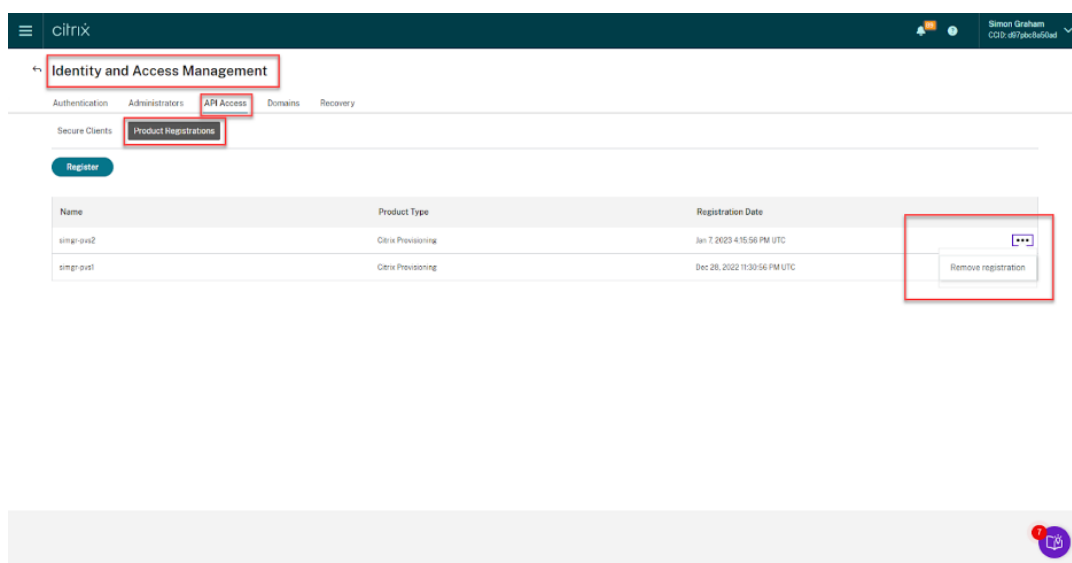 citrix
Simon Graham
CCID: d97pbc8a50ad
Identity and Access Management
Authentication Administrators API Access Domains Recovery
Secure Clients Product Registrations
Register
Name Product Type Registration Date
simgr-pvs2 Citrix Provisioning Jan 7, 2023 4:15:56 PM UTC
simgr-pvs1 Citrix Provisioning Dec 28, 2022 11:30:56 PM UTC
Remove registration
7